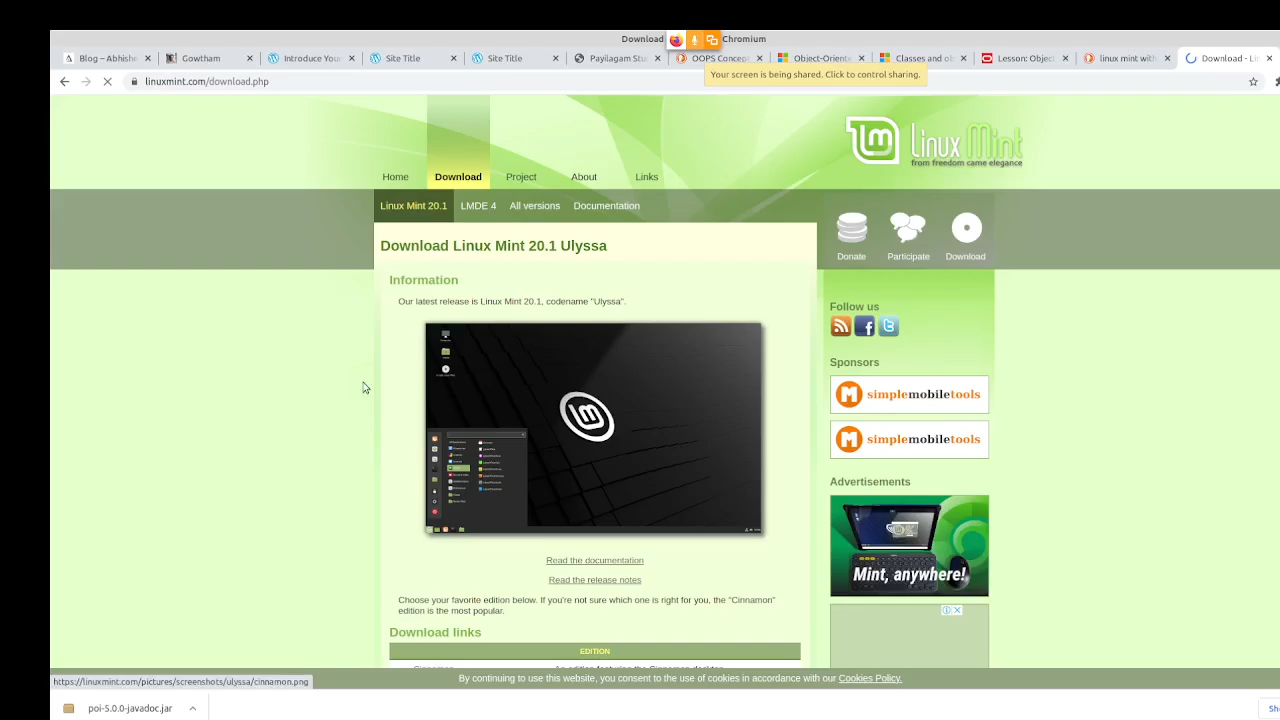 Download
Chromium
Blog – Abhishe
Gowtham
Introduce Your
Site Title
Site Title
Payilagam Stu
OOPS Concep
Object-Oriente
Classes and ob
Lesson: Object
linux mint with
Download - Lin
Your screen is being shared. Click to control sharing.
linuxmint.com/download.php
Linux Mint
from freedom came elegance
Home
Download
Project
About
Links
Linux Mint 20.1
LMDE 4
All versions
Documentation
Donate
Participate
Download
Download Linux Mint 20.1 Ulyssa
Information
Our latest release is Linux Mint 20.1, codename "Ulyssa".
Read the documentation
Read the release notes
Choose your favorite edition below. If you're not sure which one is right for you, the "Cinnamon"
edition is the most popular.
Download links
EDITION
Follow us
Sponsors
simplemobiletools
simplemobiletools
Advertisements
Mint, anywhere!
By continuing to use this website, you consent to the use of cookies in accordance with our Cookies Policy.
https://linuxmint.com/pictures/screenshots/ulyssa/cinnamon.png
poi-5.0.0-javadoc.jar